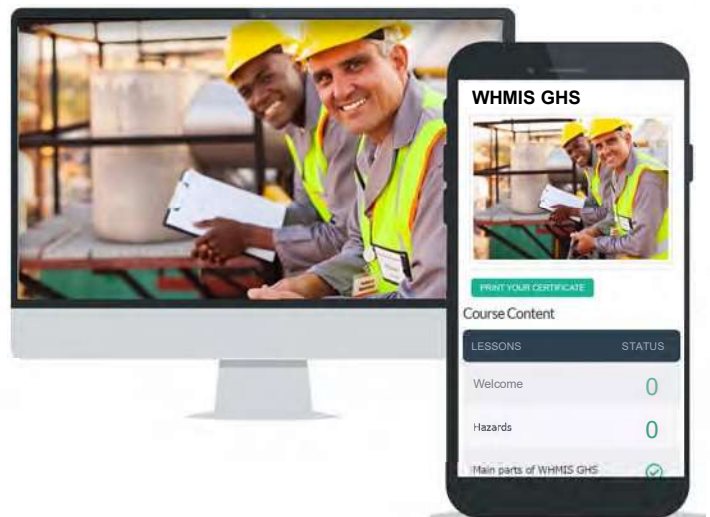 WHMIS GHS
PRINT YOUR CERTIFICATE
Course Content
LESSONS STATUS
Welcome 0
Hazards 0
Main parts of WHMIS GHS